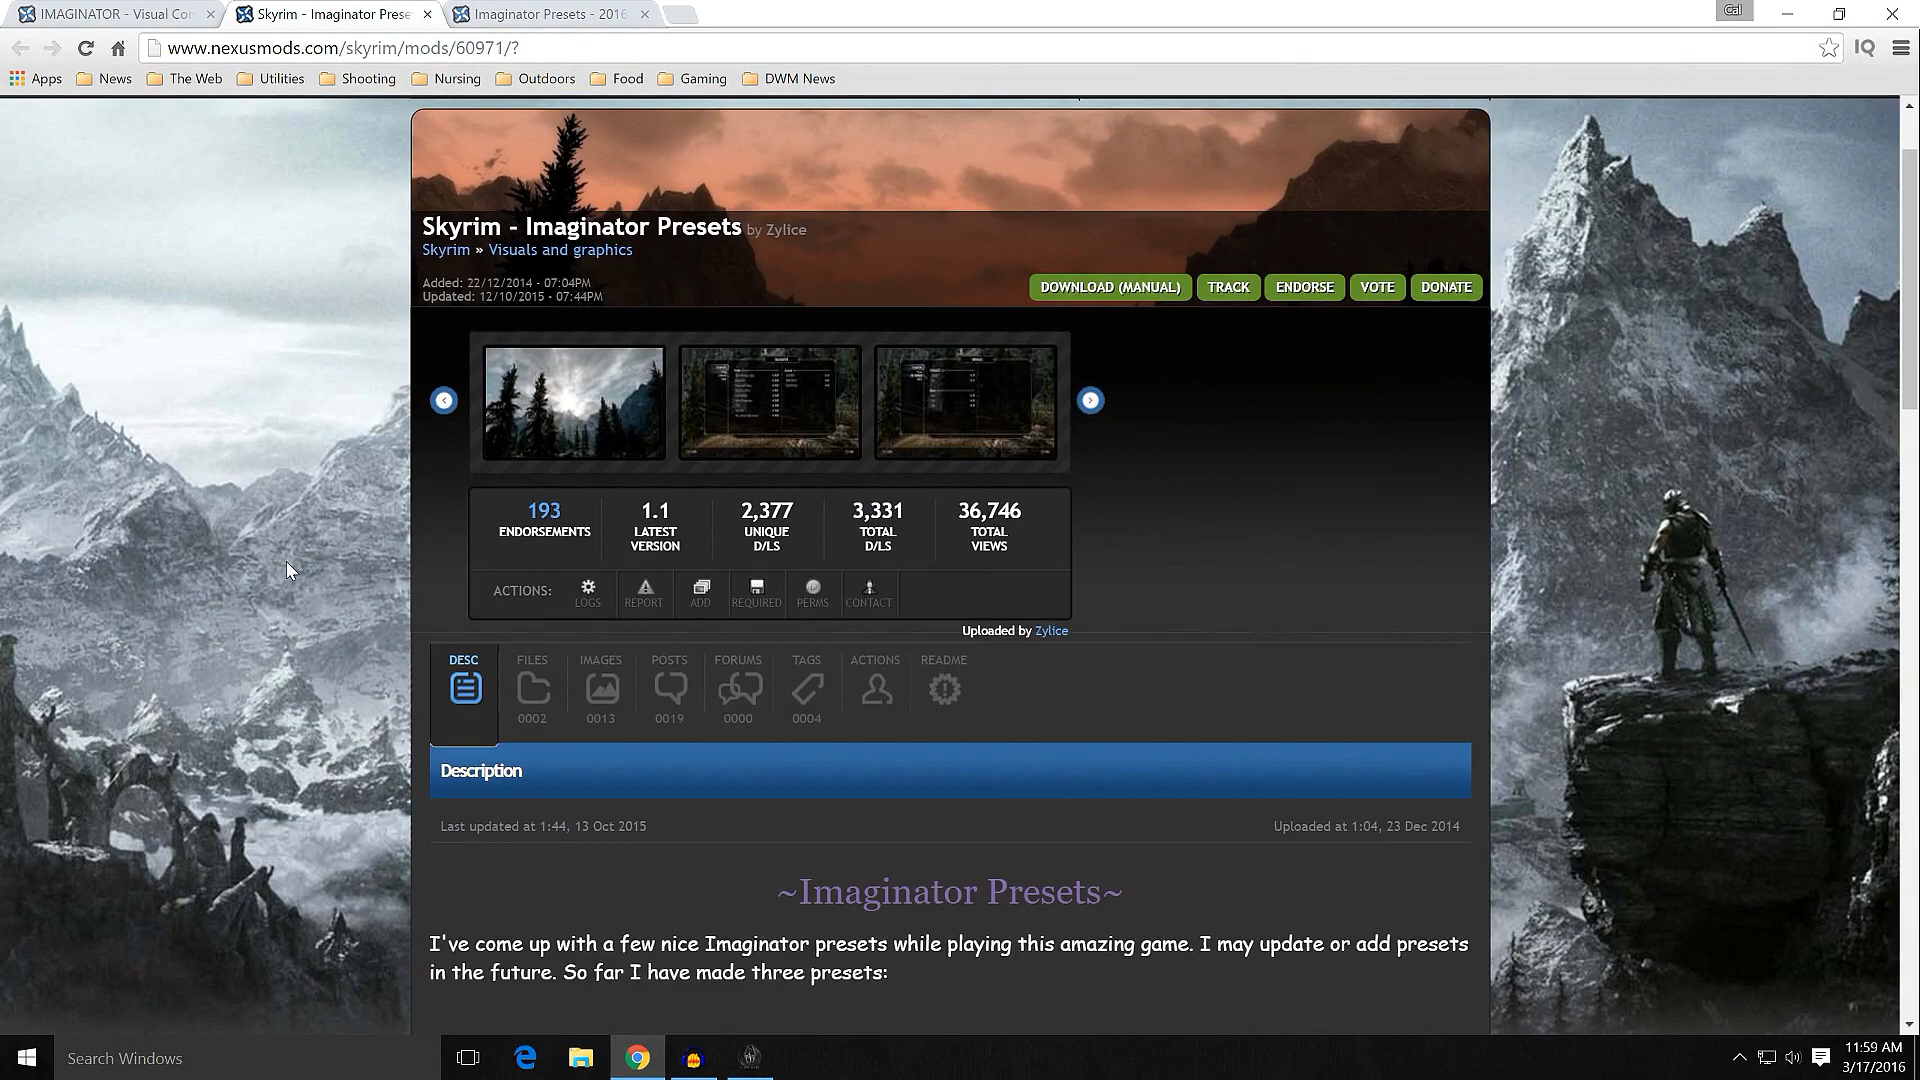 IMAGINATOR - Visual Con
Skyrim - Imaginator Prese
Imaginator Presets - 2016
Cal
www.nexusmods.com/skyrim/mods/60971/?
IQ
Apps News The Web Utilities Shooting Nursing Outdoors Food Gaming DWM News
Skyrim - Imaginator Presets by Zylice
Skyrim » Visuals and graphics
Added: 22/12/2014 - 07:04PM
Updated: 12/10/2015 - 07:44PM
DOWNLOAD (MANUAL) TRACK ENDORSE VOTE DONATE
193 1.1 2,377 3,331 36,746
ENDORSEMENTS LATEST UNIQUE TOTAL TOTAL
VERSION D/LS D/LS VIEWS
ACTIONS: LOGS REPORT ADD REQUIRED PERMS CONTACT
Uploaded by Zylice
DESC FILES IMAGES POSTS FORUMS TAGS ACTIONS README
0002 0013 0019 0000 0004
Description
Last updated at 1:44, 13 Oct 2015 Uploaded at 1:04, 23 Dec 2014
~Imaginator Presets~
I've come up with a few nice Imaginator presets while playing this amazing game. I may update or add presets
in the future. So far I have made three presets:
Search Windows
11:59 AM
3/17/2016